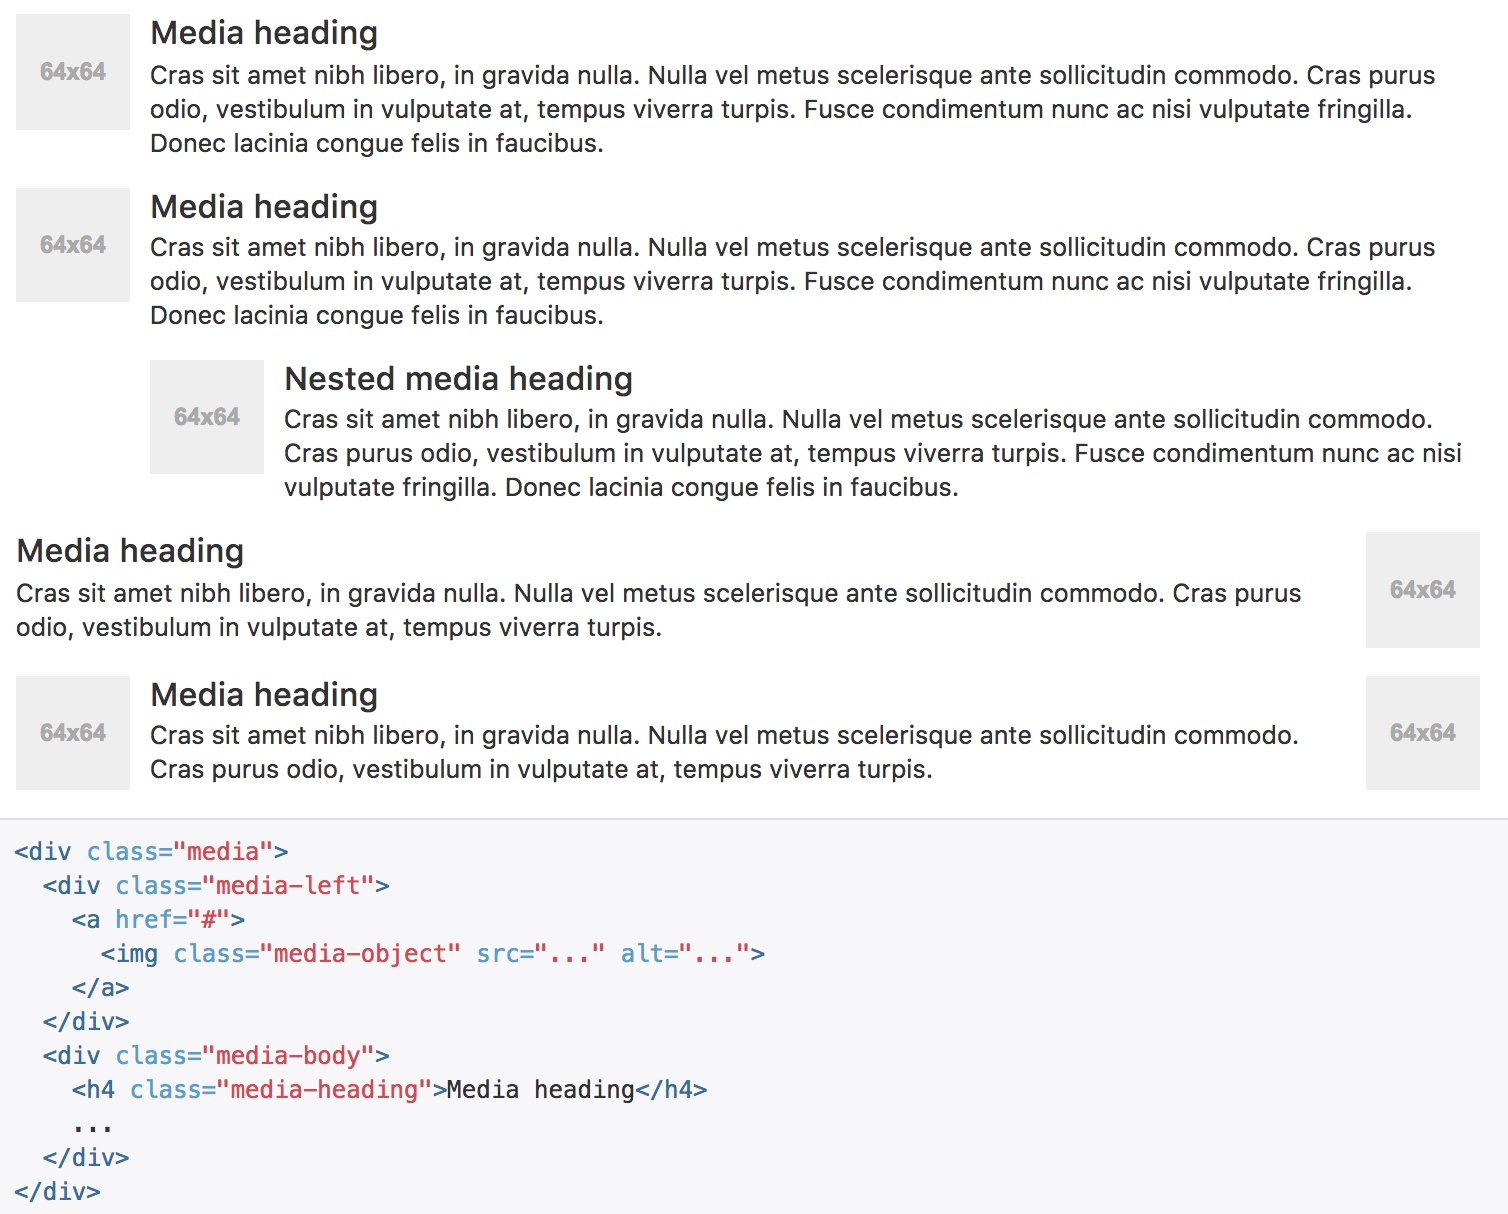 64x64
Media heading
Cras sit amet nibh libero, in gravida nulla. Nulla vel metus scelerisque ante sollicitudin commodo. Cras purus
odio, vestibulum in vulputate at, tempus viverra turpis. Fusce condimentum nunc ac nisi vulputate fringilla.
Donec lacinia congue felis in faucibus.
64x64
Media heading
Cras sit amet nibh libero, in gravida nulla. Nulla vel metus scelerisque ante sollicitudin commodo. Cras purus
odio, vestibulum in vulputate at, tempus viverra turpis. Fusce condimentum nunc ac nisi vulputate fringilla.
Donec lacinia congue felis in faucibus.
64x64
Nested media heading
Cras sit amet nibh libero, in gravida nulla. Nulla vel metus scelerisque ante sollicitudin commodo.
Cras purus odio, vestibulum in vulputate at, tempus viverra turpis. Fusce condimentum nunc ac nisi
vulputate fringilla. Donec lacinia congue felis in faucibus.
Media heading
Cras sit amet nibh libero, in gravida nulla. Nulla vel metus scelerisque ante sollicitudin commodo. Cras purus
odio, vestibulum in vulputate at, tempus viverra turpis.
64x64
64x64
Media heading
Cras sit amet nibh libero, in gravida nulla. Nulla vel metus scelerisque ante sollicitudin commodo.
Cras purus odio, vestibulum in vulputate at, tempus viverra turpis.
64x64
<div class="media">
  <div class="media-left">
    <a href="#">
      <img class="media-object" src="..." alt="...">
    </a>
  </div>
  <div class="media-body">
    <h4 class="media-heading">Media heading</h4>
    ...
  </div>
</div>